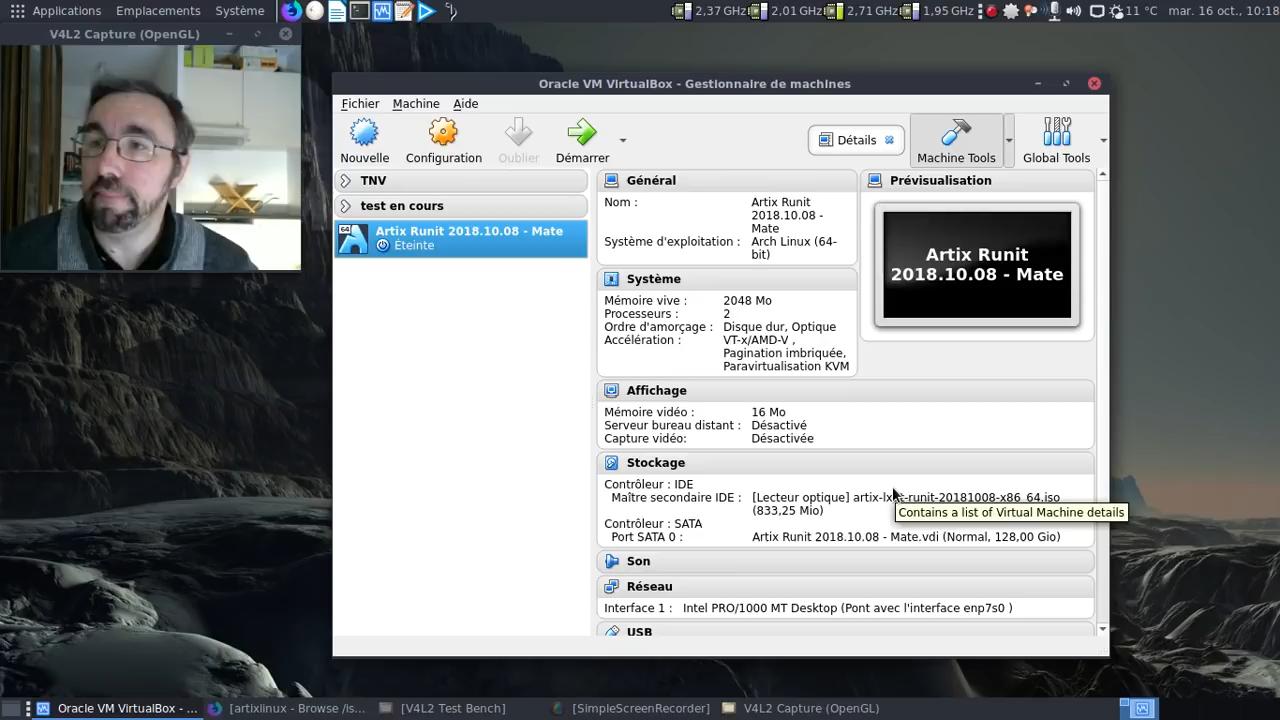 Applications Emplacements Système 2,37 GHz 2,01 GHz 2,71 GHz 1,95 GHz 11 °C mar. 16 oct., 10:18
V4L2 Capture (OpenGL)
Oracle VM VirtualBox - Gestionnaire de machines
Fichier Machine Aide
Nouvelle Configuration Oublier Démarrer Détails Machine Tools Global Tools
TNV
test en cours
64 Artix Runit 2018.10.08 - Mate
Éteinte
Général
Nom : Artix Runit
2018.10.08 -
Mate
Système d'exploitation : Arch Linux (64-
bit)
Prévisualisation
Artix Runit
2018.10.08 - Mate
Système
Mémoire vive : 2048 Mo
Processeurs : 2
Ordre d'amorçage : Disque dur, Optique
Accélération : VT-x/AMD-V ,
Pagination imbriquée,
Paravirtualisation KVM
Affichage
Mémoire vidéo : 16 Mo
Serveur bureau distant : Désactivé
Capture vidéo: Désactivée
Stockage
Contrôleur : IDE
Maître secondaire IDE : [Lecteur optique] -runit-20181008-x86_64.iso
(833,25 Mio)
Contains a list of Virtual Machine details
Contrôleur : SATA
Port SATA 0 : Artix Runit 2018.10.08 - Mate.vdi (Normal, 128,00 Gio)
Son
Réseau
Interface 1 : Intel PRO/1000 MT Desktop (Pont avec l'interface enp7s0 )
USB
Oracle VM VirtualBox - ... [artixlinux - Browse /is... [V4L2 Test Bench] [SimpleScreenRecorder] V4L2 Capture (OpenGL)